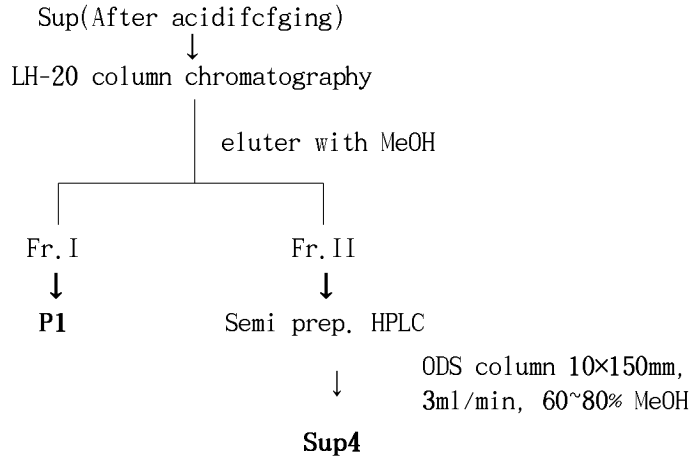 Sup(After acidifcfging)
LH-20 column chromatography
eluter with MeOH
Fr.I
Fr.II
P1
Semi prep. HPLC
ODS column 10×150mm,
3ml/min, 60~80% MeOH
Sup4